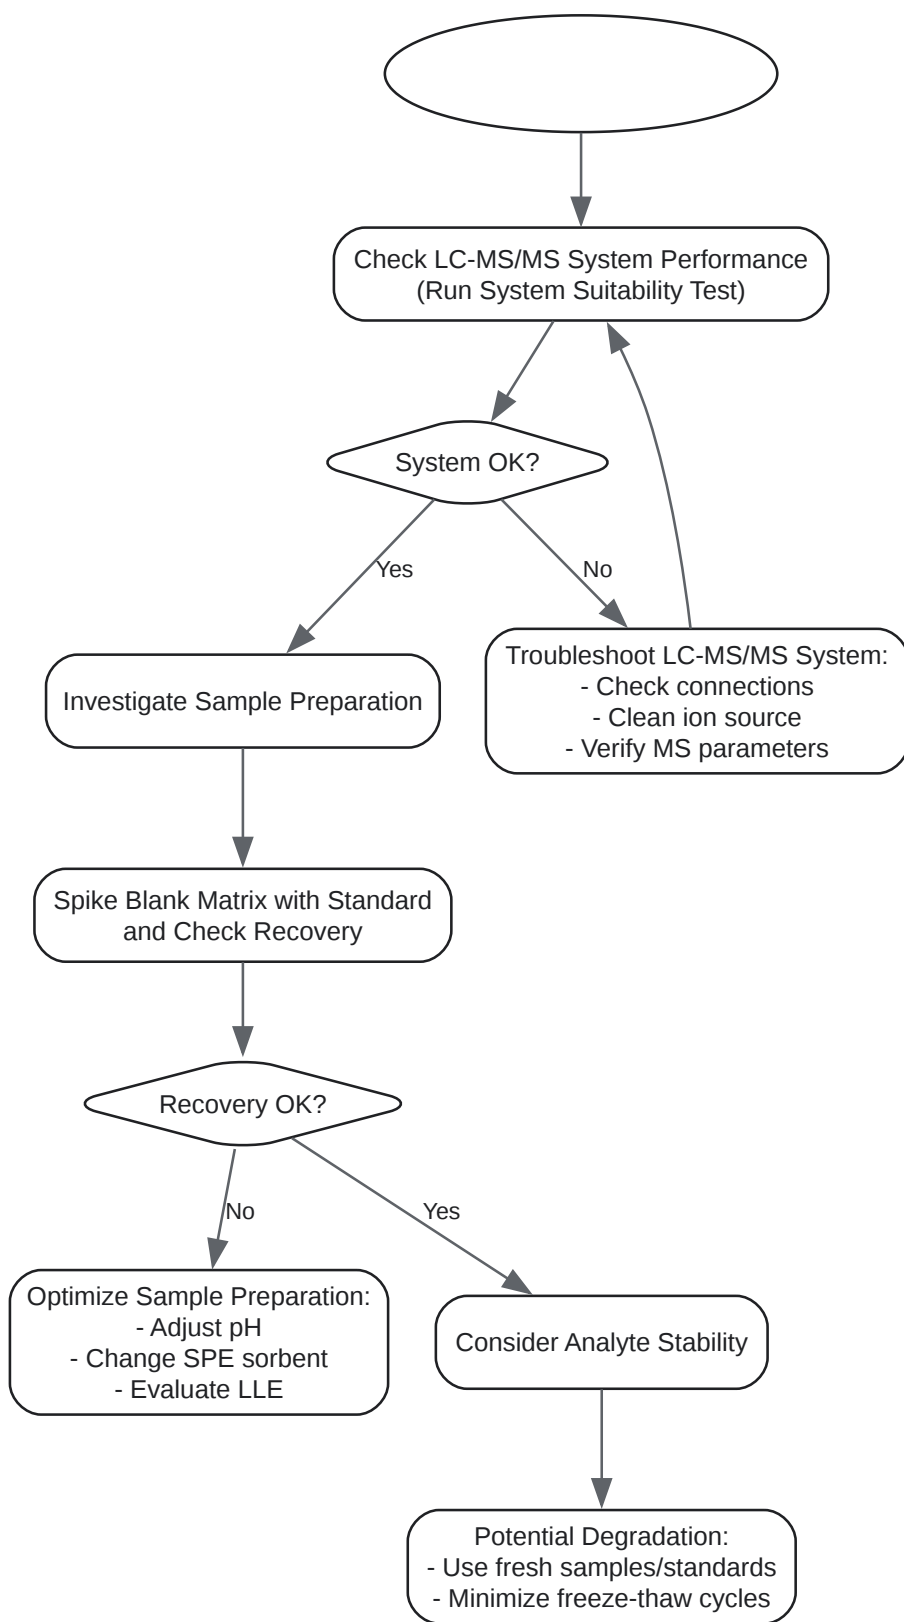 Check LC-MS/MS System Performance
(Run System Suitability Test)
System OK?
Yes
No
Troubleshoot LC-MS/MS System:
- Check connections
- Clean ion source
- Verify MS parameters
Investigate Sample Preparation
Spike Blank Matrix with Standard
and Check Recovery
Recovery OK?
No
Yes
Optimize Sample Preparation:
- Adjust pH
- Change SPE sorbent
- Evaluate LLE
Consider Analyte Stability
Potential Degradation:
- Use fresh samples/standards
- Minimize freeze-thaw cycles